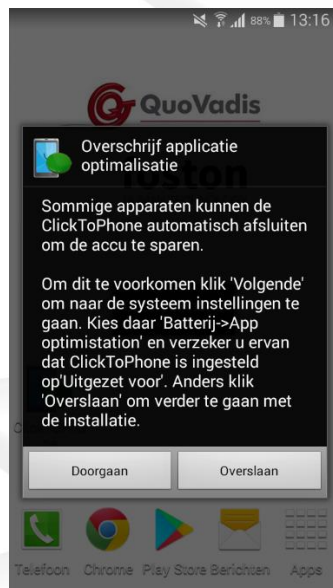 88% 13:16
QuoVadis
Overschrijf applicatie
optimalisatie
Sommige apparaten kunnen de
ClickToPhone automatisch afsluiten
om de accu te sparen.
Om dit te voorkomen klik 'Volgende'
om naar de systeem instellingen te
gaan. Kies daar 'Batterij->App
optimistation' en verzeker u ervan
dat ClickToPhone is ingesteld
op'Uitgezet voor'. Anders klik
'Overslaan' om verder te gaan met
de installatie.
Doorgaan Overslaan
Telefoon Chrome Play Store Berichten Apps